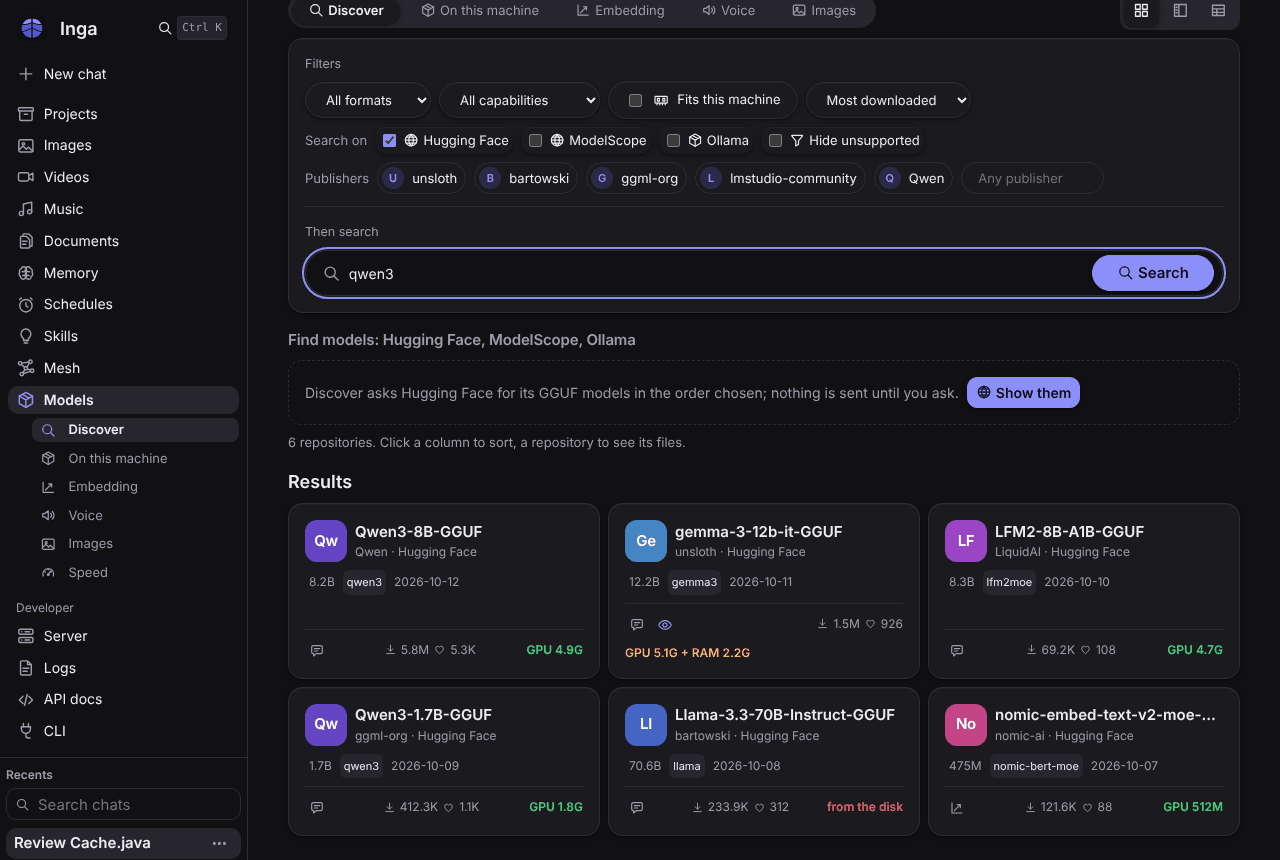 Inga
Ctrl K
New chat
Projects
Images
Videos
Music
Documents
Memory
Schedules
Skills
Mesh
Models
Discover
On this machine
Embedding
Voice
Images
Speed
Developer
Server
Logs
API docs
CLI
Recents
Search chats
Review Cache.java
Discover On this machine Embedding Voice Images
Filters
All formats All capabilities Fits this machine Most downloaded
Search on Hugging Face ModelScope Ollama Hide unsupported
Publishers U unsloth B bartowski G ggml-org L lmstudio-community Q Qwen Any publisher
Then search
qwen3 Search
Find models: Hugging Face, ModelScope, Ollama
Discover asks Hugging Face for its GGUF models in the order chosen; nothing is sent until you ask. Show them
6 repositories. Click a column to sort, a repository to see its files.
Results
Qw Qwen3-8B-GGUF
Qwen · Hugging Face
8.2B qwen3 2026-10-12
5.8M 5.3K GPU 4.9G
Ge gemma-3-12b-it-GGUF
unsloth · Hugging Face
12.2B gemma3 2026-10-11
1.5M 926
GPU 5.1G + RAM 2.2G
LF LFM2-8B-A1B-GGUF
LiquidAI · Hugging Face
8.3B lfm2moe 2026-10-10
69.2K 108 GPU 4.7G
Qw Qwen3-1.7B-GGUF
ggml-org · Hugging Face
1.7B qwen3 2026-10-09
412.3K 1.1K GPU 1.8G
Ll Llama-3.3-70B-Instruct-GGUF
bartowski · Hugging Face
70.6B llama 2026-10-08
233.9K 312 from the disk
No nomic-embed-text-v2-moe-...
nomic-ai · Hugging Face
475M nomic-bert-moe 2026-10-07
121.6K 88 GPU 512M